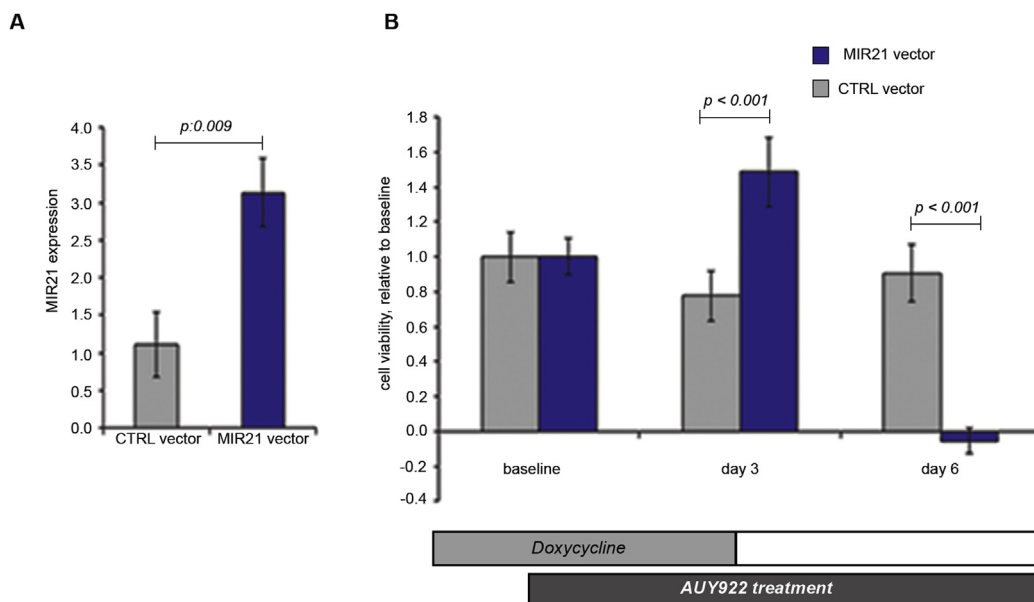 A
p:0.009
4.0
3.5
3.0
2.5
2.0
1.5
1.0
0.5
0.0
MIR21 expression
CTRL vector
MIR21 vector
B
MIR21 vector
CTRL vector
p < 0.001
p < 0.001
1.8
1.6
1.4
1.2
1.0
0.8
0.6
0.4
0.2
0.0
-0.2
-0.4
cell viability, relative to baseline
baseline
day 3
day 6
Doxycycline
AUY922 treatment